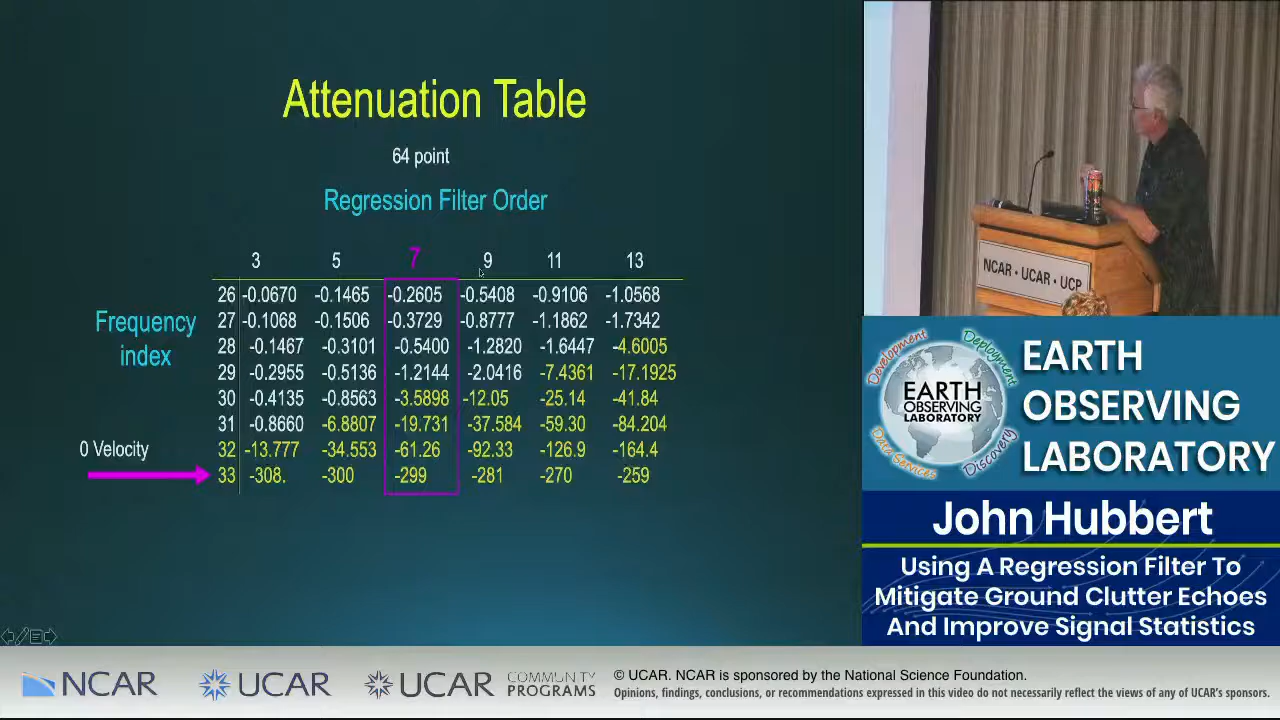 Attenuation Table
64 point
Regression Filter Order
3 5 7 9 11 13
Frequency index
26 -0.0670 -0.1465 -0.2605 -0.5408 -0.9106 -1.0568
27 -0.1068 -0.1506 -0.3729 -0.8777 -1.1862 -1.7342
28 -0.1467 -0.3101 -0.5400 -1.2820 -1.6447 -4.6005
29 -0.2955 -0.5136 -1.2144 -2.0416 -7.4361 -17.1925
30 -0.4135 -0.8563 -3.5898 -12.05 -25.14 -41.84
31 -0.8660 -6.8807 -19.731 -37.584 -59.30 -84.204
0 Velocity
32 -13.777 -34.553 -61.26 -92.33 -126.9 -164.4
33 -308. -300 -299 -281 -270 -259
NCAR • UCAR • UCP
Development
Deployment
EARTH
OBSERVING
LABORATORY
Data Services
Discovery
EARTH
OBSERVING
LABORATORY
John Hubbert
Using A Regression Filter To
Mitigate Ground Clutter Echoes
And Improve Signal Statistics
NCAR
UCAR
UCAR
COMMUNITY
PROGRAMS
© UCAR. NCAR is sponsored by the National Science Foundation.
Opinions, findings, conclusions, or recommendations expressed in this video do not necessarily reflect the views of any of UCAR's sponsors.